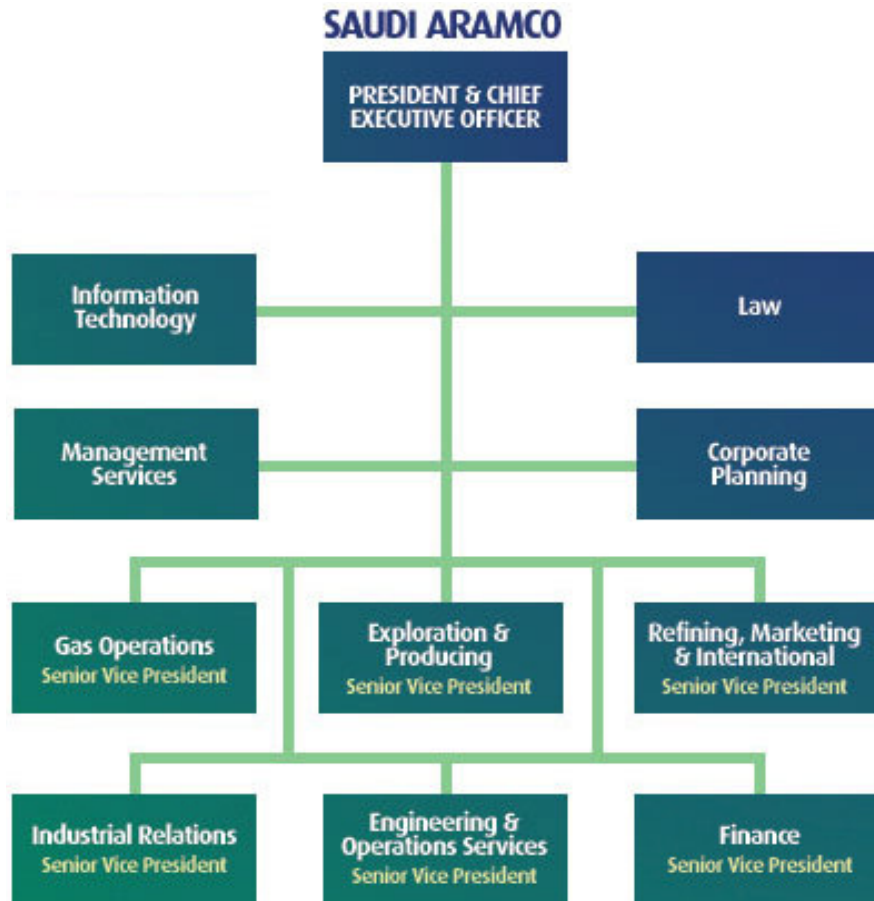 SAUDI ARAMCO
PRESIDENT & CHIEF
EXECUTIVE OFFICER
Information
Technology
Law
Management
Services
Corporate
Planning
Gas Operations
Senior Vice President
Exploration &
Producing
Senior Vice President
Refining, Marketing
& International
Senior Vice President
Industrial Relations
Senior Vice President
Engineering &
Operations Services
Senior Vice President
Finance
Senior Vice President